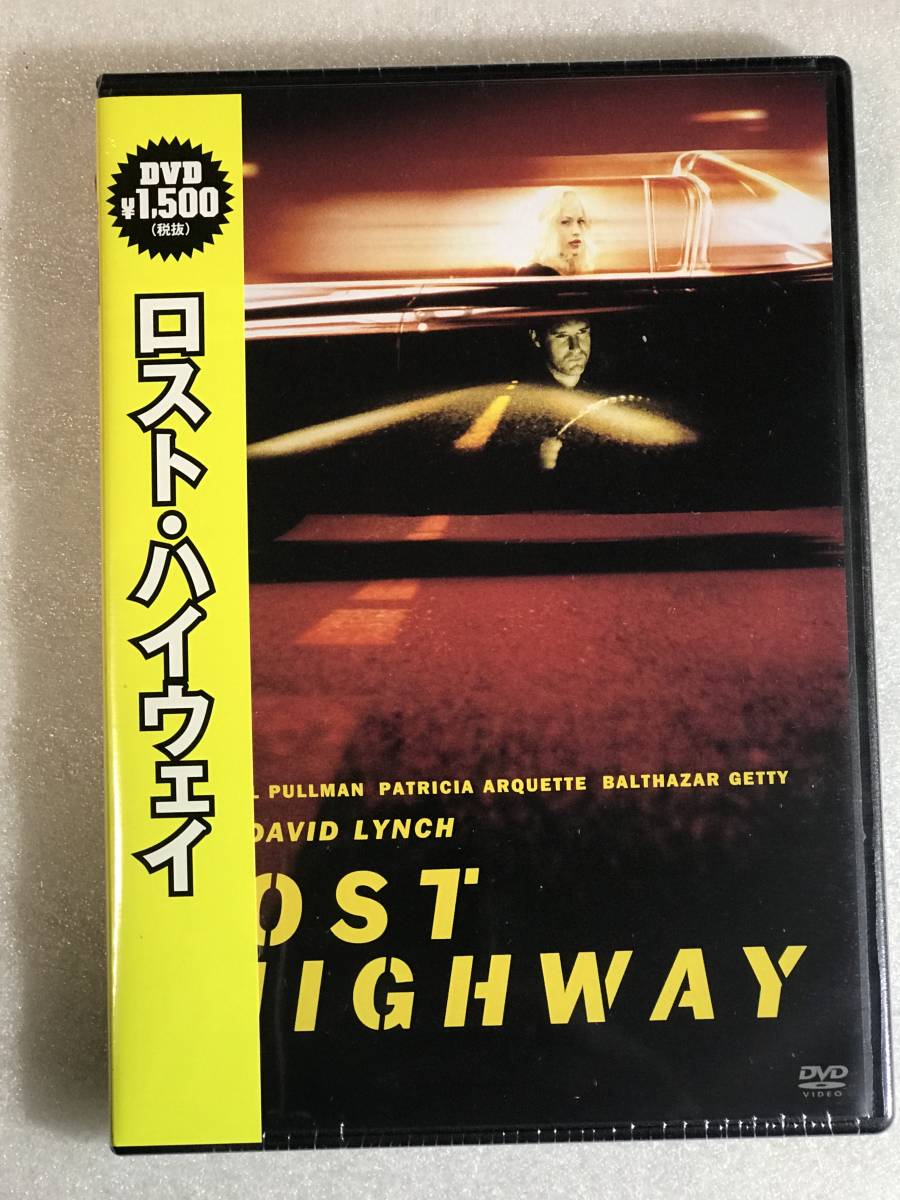 DVD
¥1,500
(税抜)
ロスト・ハイウェイ
PULLMAN PATRICIA ARQUETTE BALTHAZAR GETTY
DAVID LYNCH
OST
HIGHWAY
DVD
VIDEO